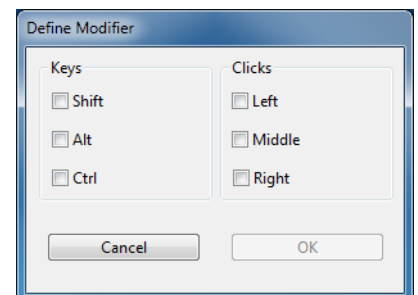 Define Modifier
Keys
Clicks
Shift
Left
Alt
Middle
Ctrl
Right
Cancel
OK